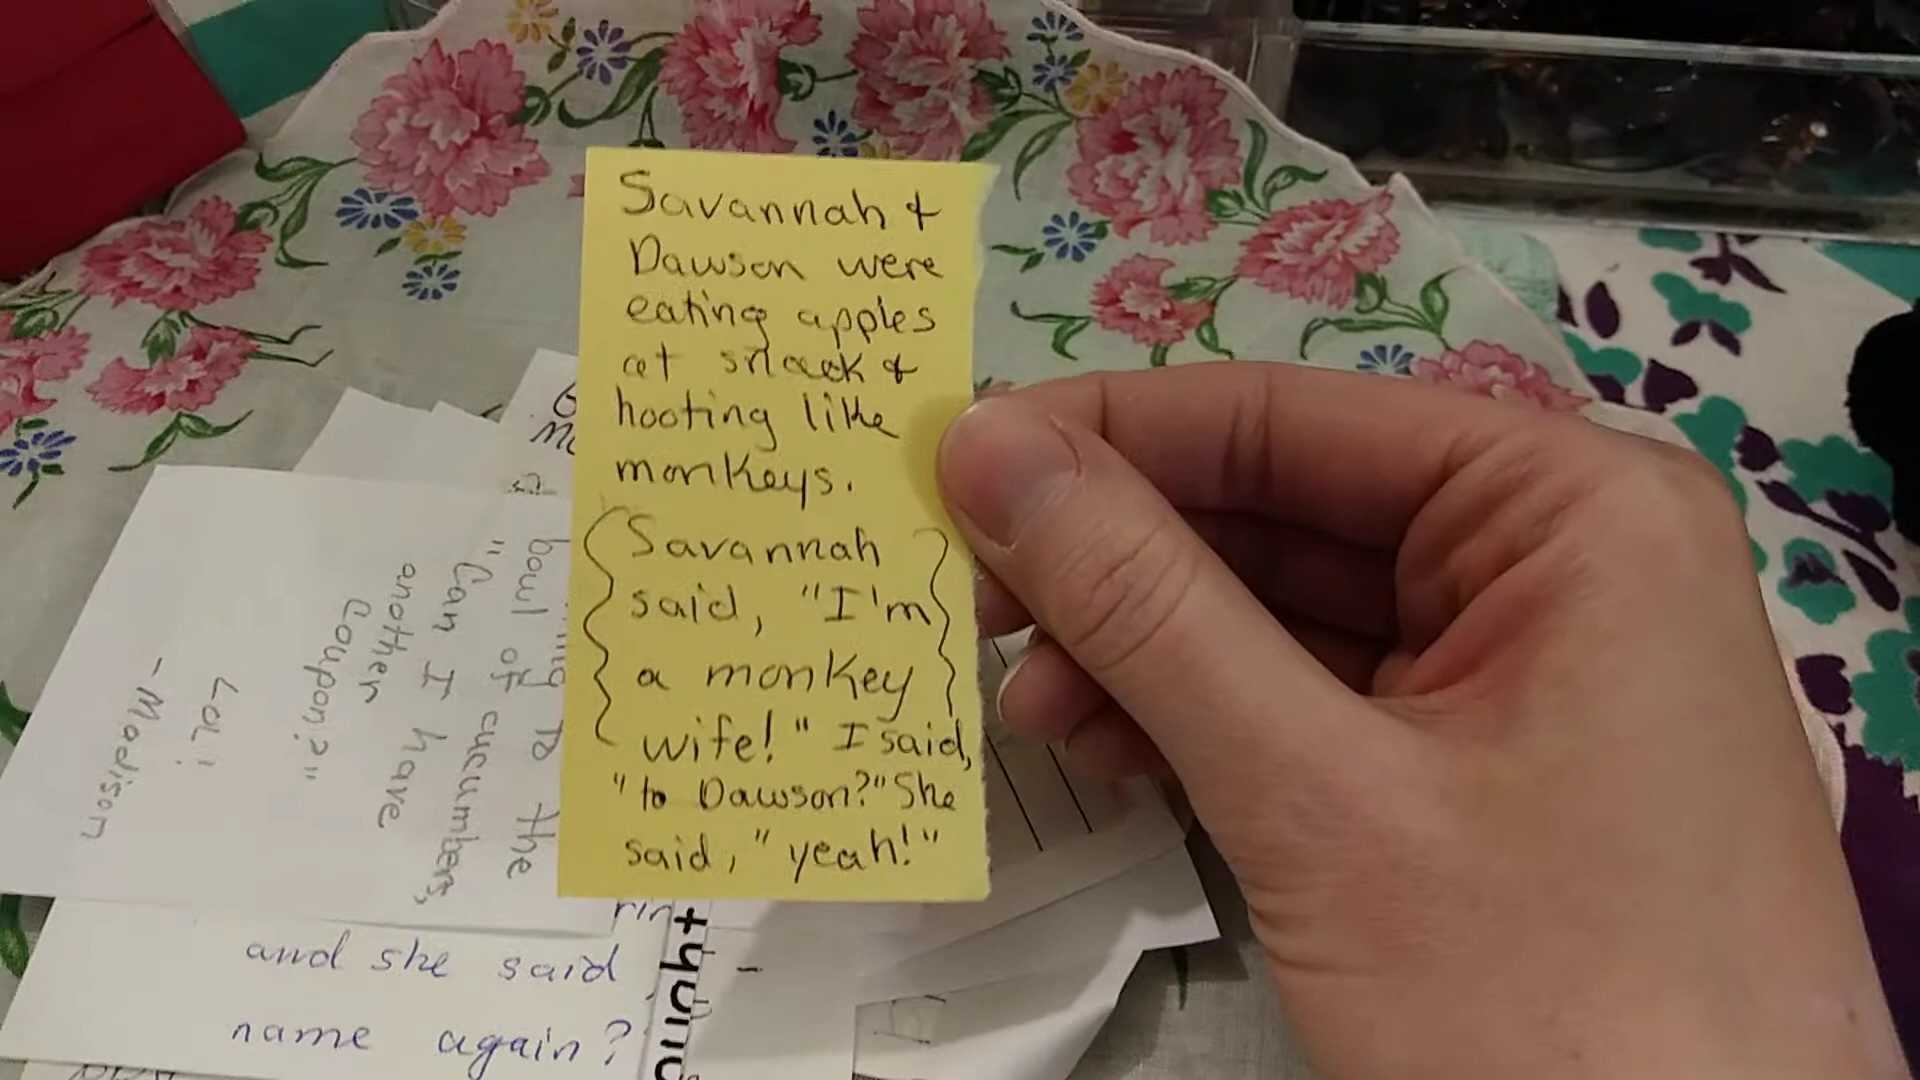 Savannah &
Dawson were
eating apples
at snack &
hooting like
monkeys.
Savannah
said, "I'm
a monkey
wife!" I said,
"to Dawson?" She
said, "yeah!"
to the
bowl of cucumbers,
"Can I have
another
Coupon?"
LOL!
- Madison
and she said
name again?